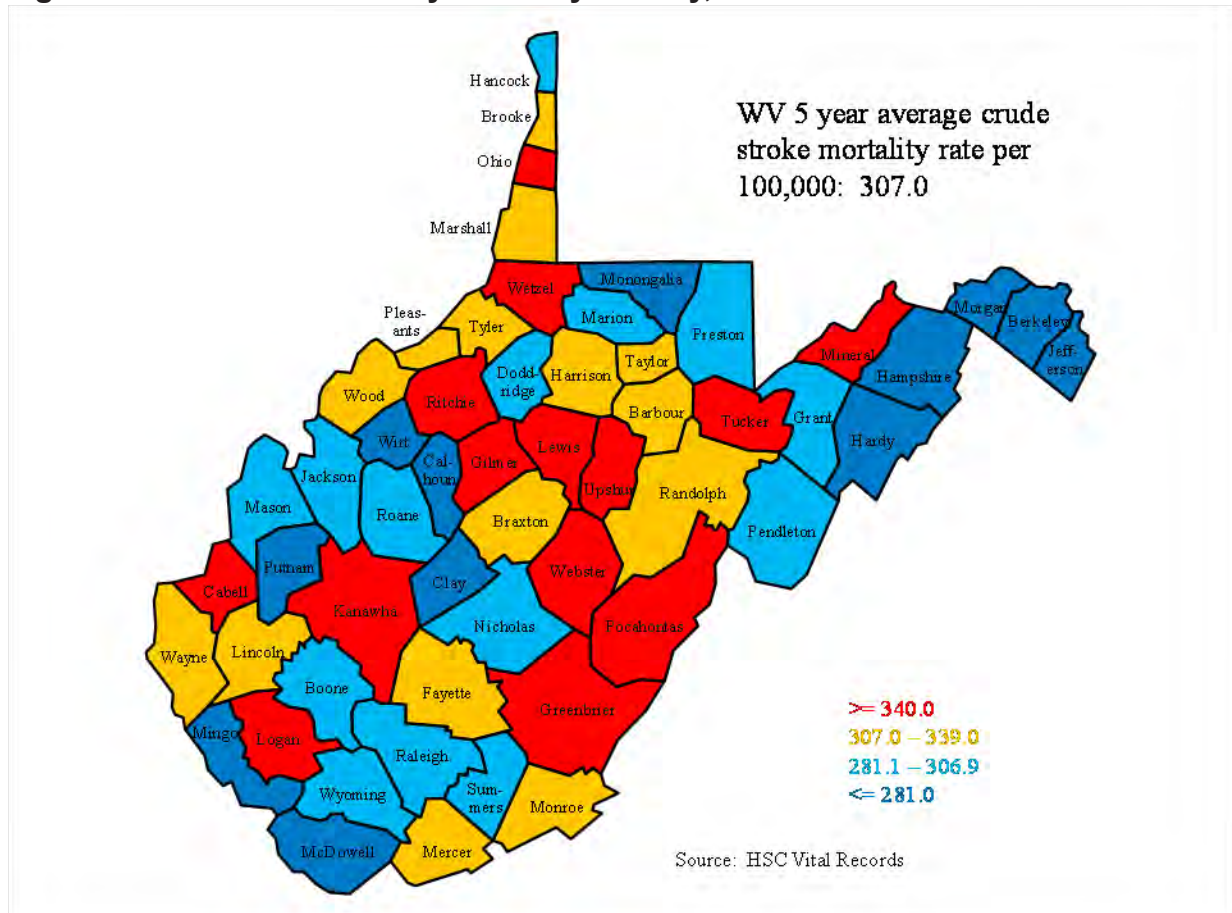 Hancock
Brooke
Ohio
Marshall
WV 5 year average crude
stroke mortality rate per
100,000: 307.0
Wetzel
Monongalia
Marion
Preston
Pleas-
ants
Tyler
Wood
Ritchie
Dodd-
ridge
Harrison
Taylor
Barbour
Tucker
Mineral
Grant
Hampshire
Hardy
Morgan
Berkeley
Jeff-
erson
Wirt
Cal-
houn
Gilmer
Lewis
Upshur
Randolph
Pendleton
Mason
Jackson
Roane
Braxton
Webster
Pocahontas
Cabell
Putnam
Kanawha
Clay
Nicholas
Wayne
Lincoln
Boone
Fayette
Greenbrier
Mingo
Logan
Raleigh
Wyoming
Sum-
mers
Monroe
McDowell
Mercer
>= 340.0
307.0 – 339.0
281.1 – 306.9
<= 281.0
Source: HSC Vital Records